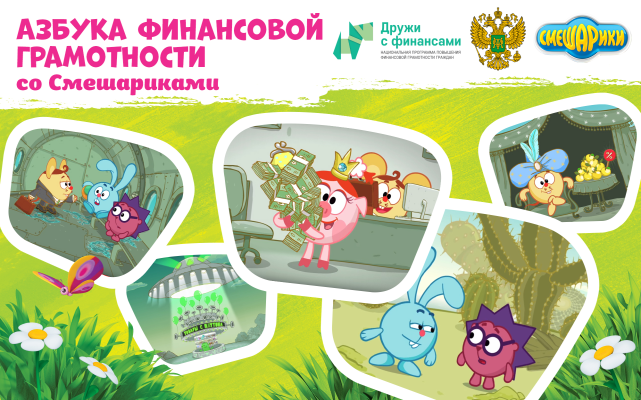 АЗБУКА ФИНАНСОВОЙ
ГРАМОТНОСТИ
со Смешариками
Дружи
с финансами
НАЦИОНАЛЬНАЯ ПРОГРАММА ПОВЫШЕНИЯ
ФИНАНСОВОЙ ГРАМОТНОСТИ ГРАЖДАН
СМЕШАРИКИ
%